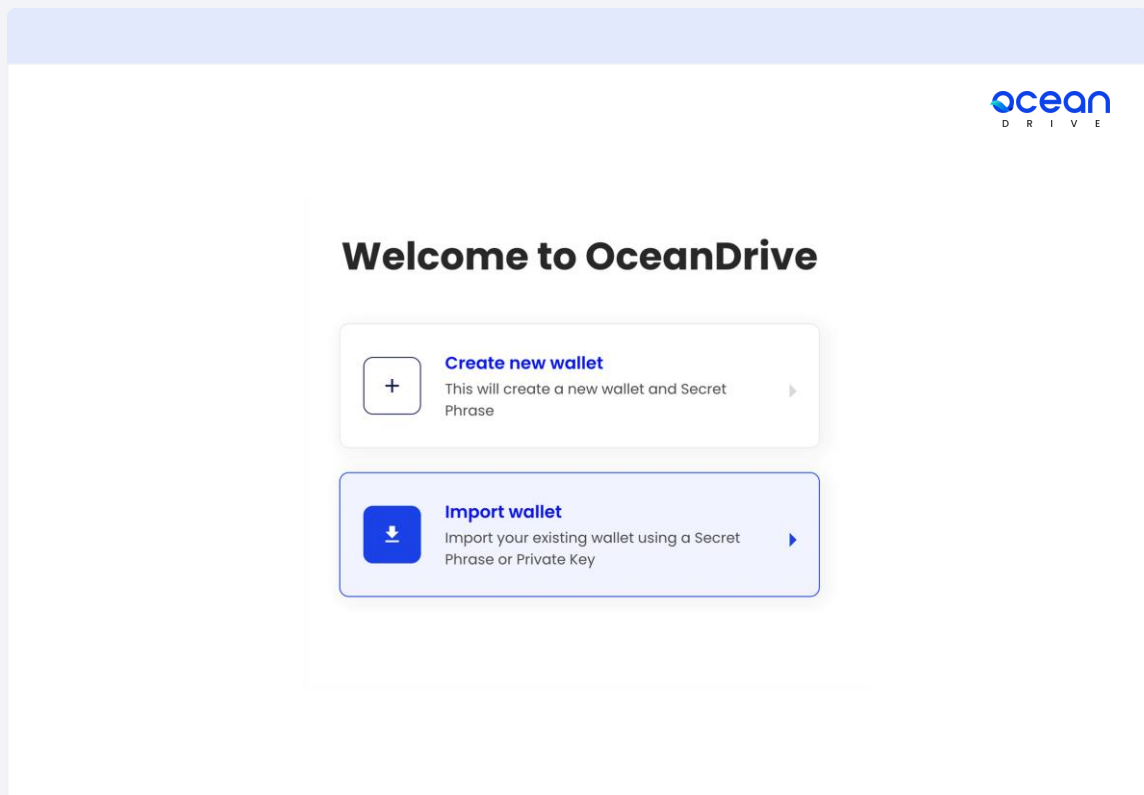 ocean
DRIVE
Welcome to OceanDrive
Create new wallet
This will create a new wallet and Secret
Phrase
Import wallet
Import your existing wallet using a Secret
Phrase or Private Key